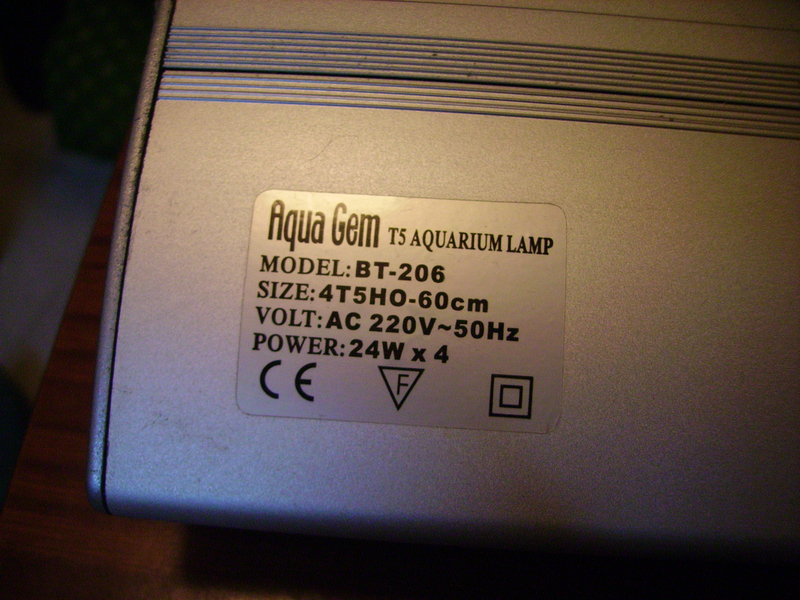 Aqua Gem T5 AQUARIUM LAMP
MODEL: BT-206
SIZE: 4T5HO-60cm
VOLT: AC 220V~50Hz
POWER: 24W x 4
CE F